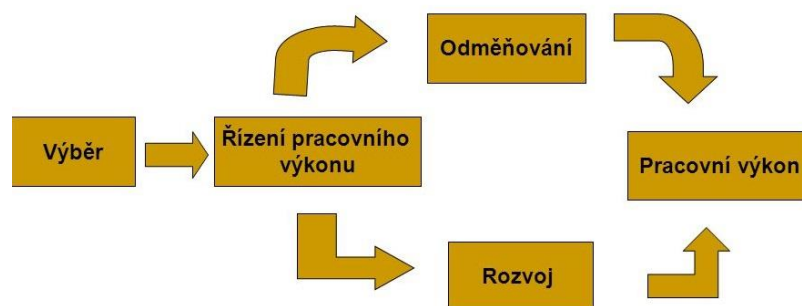 Odměňování
Výběr
Řízení pracovního
výkonu
Pracovní výkon
Rozvoj